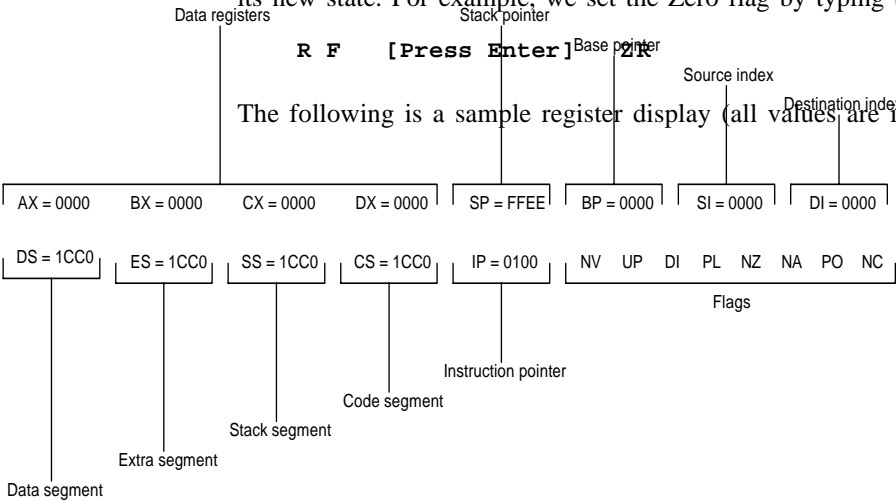 its new state. For example, we set the Zero flag by typing
Data registers
Stack pointer
R F [Press Enter] ZR
Base pointer
Source index
Destination index
The following is a sample register display (all values are
AX = 0000 BX = 0000 CX = 0000 DX = 0000 SP = FFEE BP = 0000 SI = 0000 DI = 0000
DS = 1CC0 ES = 1CC0 SS = 1CC0 CS = 1CC0 IP = 0100 NV UP DI PL NZ NA PO NC
Flags
Instruction pointer
Code segment
Stack segment
Extra segment
Data segment